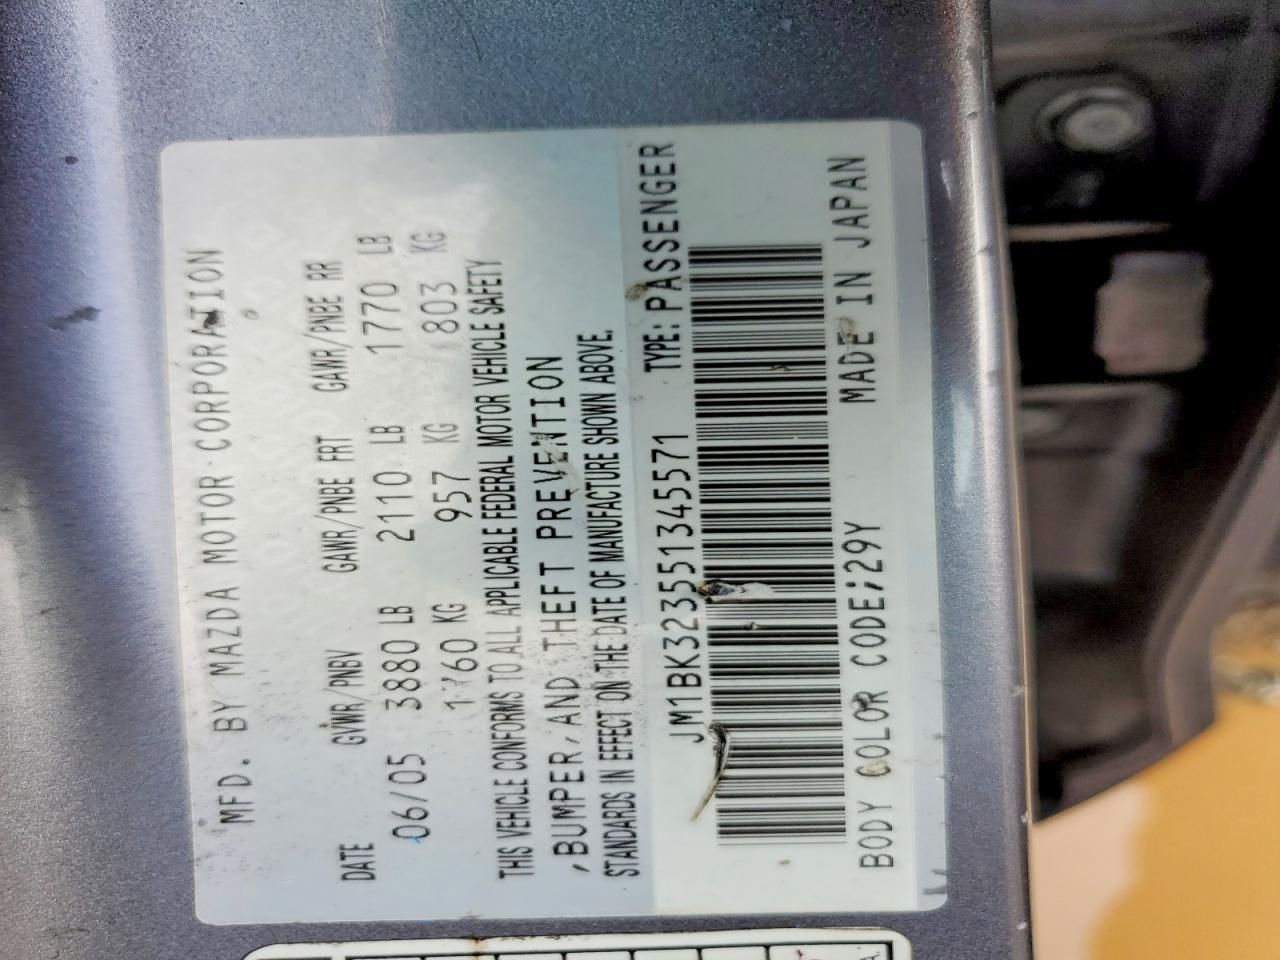 MFD. BY MAZDA MOTOR CORPORATION
DATE GVWR/PNBV GAWR/PNBE FRT GAWR/PNBE RR
06/05 3880 LB 2110 LB 1770 LB
1760 KG 957 KG 803 KG
THIS VEHICLE CONFORMS TO ALL APPLICABLE FEDERAL MOTOR VEHICLE SAFETY
,BUMPER,AND THEFT PREVENTION
STANDARDS IN EFFECT ON THE DATE OF MANUFACTURE SHOWN ABOVE.
JM1BK323551345571 TYPE: PASSENGER
BODY COLOR CODE;29Y MADE IN JAPAN